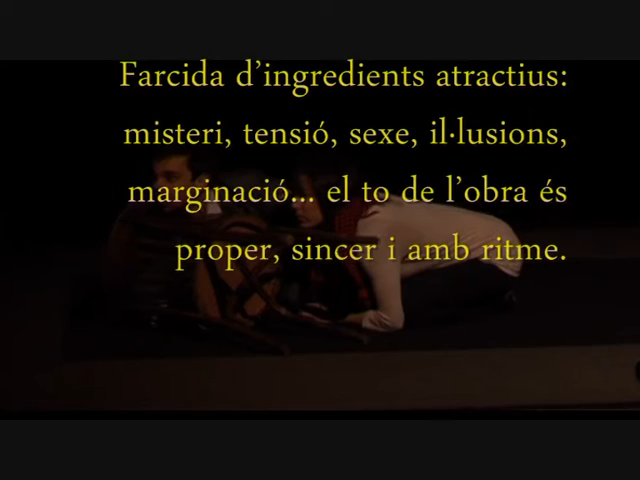 Farcida d’ingredients atractius:
misteri, tensió, sexe, il·lusions,
marginació... el to de l’obra és
proper, sincer i amb ritme.